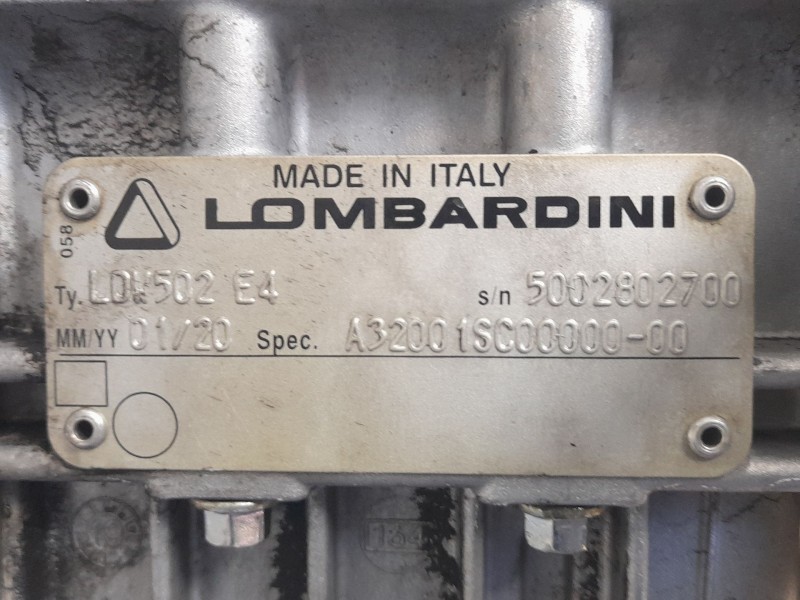 MADE IN ITALY
LOMBARDINI
058
Ty. LDW502 E4 s/n 5002802700
MM/YY 01/20 Spec. A32001SC00000-00